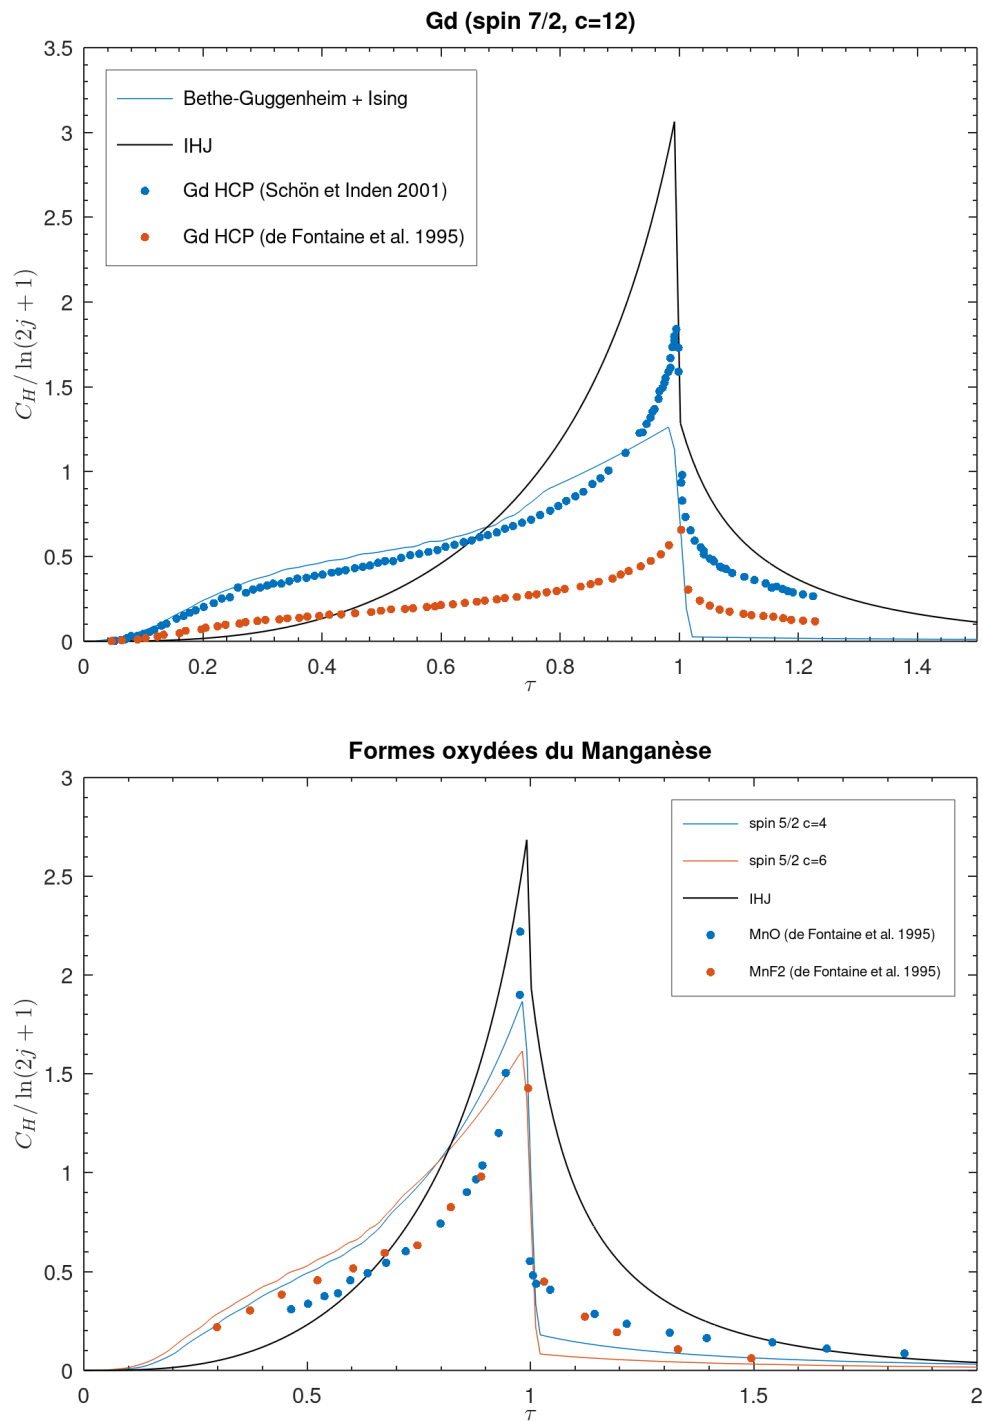 Gd (spin 7/2, c=12)
3.5
3
2.5
2
1.5
1
0.5
0
C_H / ln(2j + 1)
Bethe-Guggenheim + Ising
IHJ
Gd HCP (Schön et Inden 2001)
Gd HCP (de Fontaine et al. 1995)
0 0.2 0.4 0.6 0.8 1 1.2 1.4
τ
Formes oxydées du Manganèse
3
2.5
2
1.5
1
0.5
0
C_H / ln(2j + 1)
spin 5/2 c=4
spin 5/2 c=6
IHJ
MnO (de Fontaine et al. 1995)
MnF2 (de Fontaine et al. 1995)
0 0.5 1 1.5 2
τ